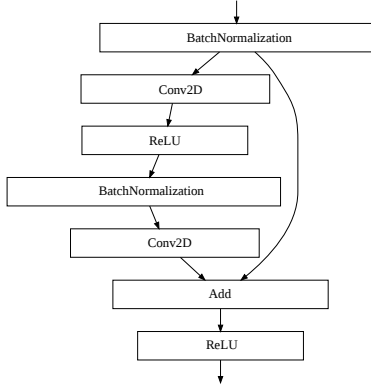 BatchNormalization
Conv2D
ReLU
BatchNormalization
Conv2D
Add
ReLU